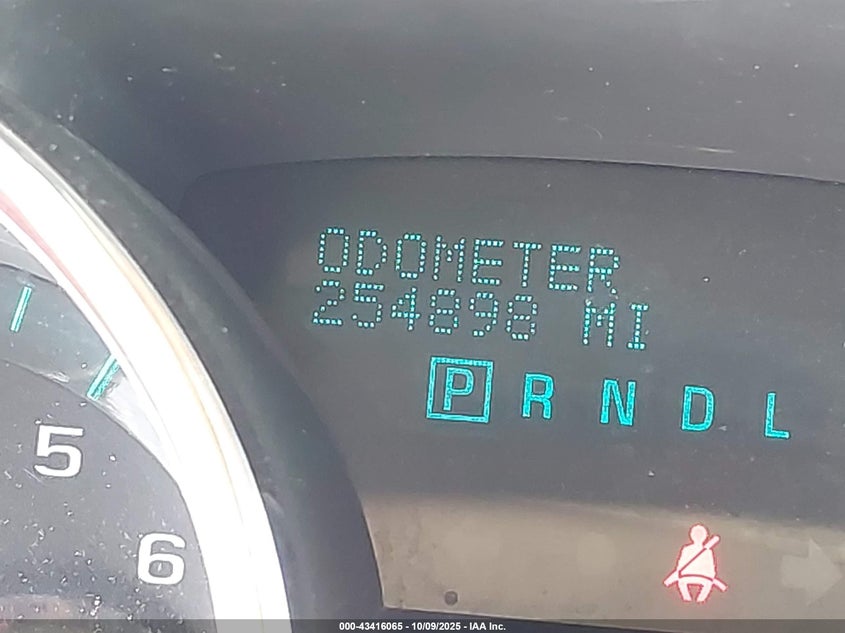 ODOMETER
254898 MI
P R N D L
5
6
000-43416065 - 10/09/2025 - IAA Inc.